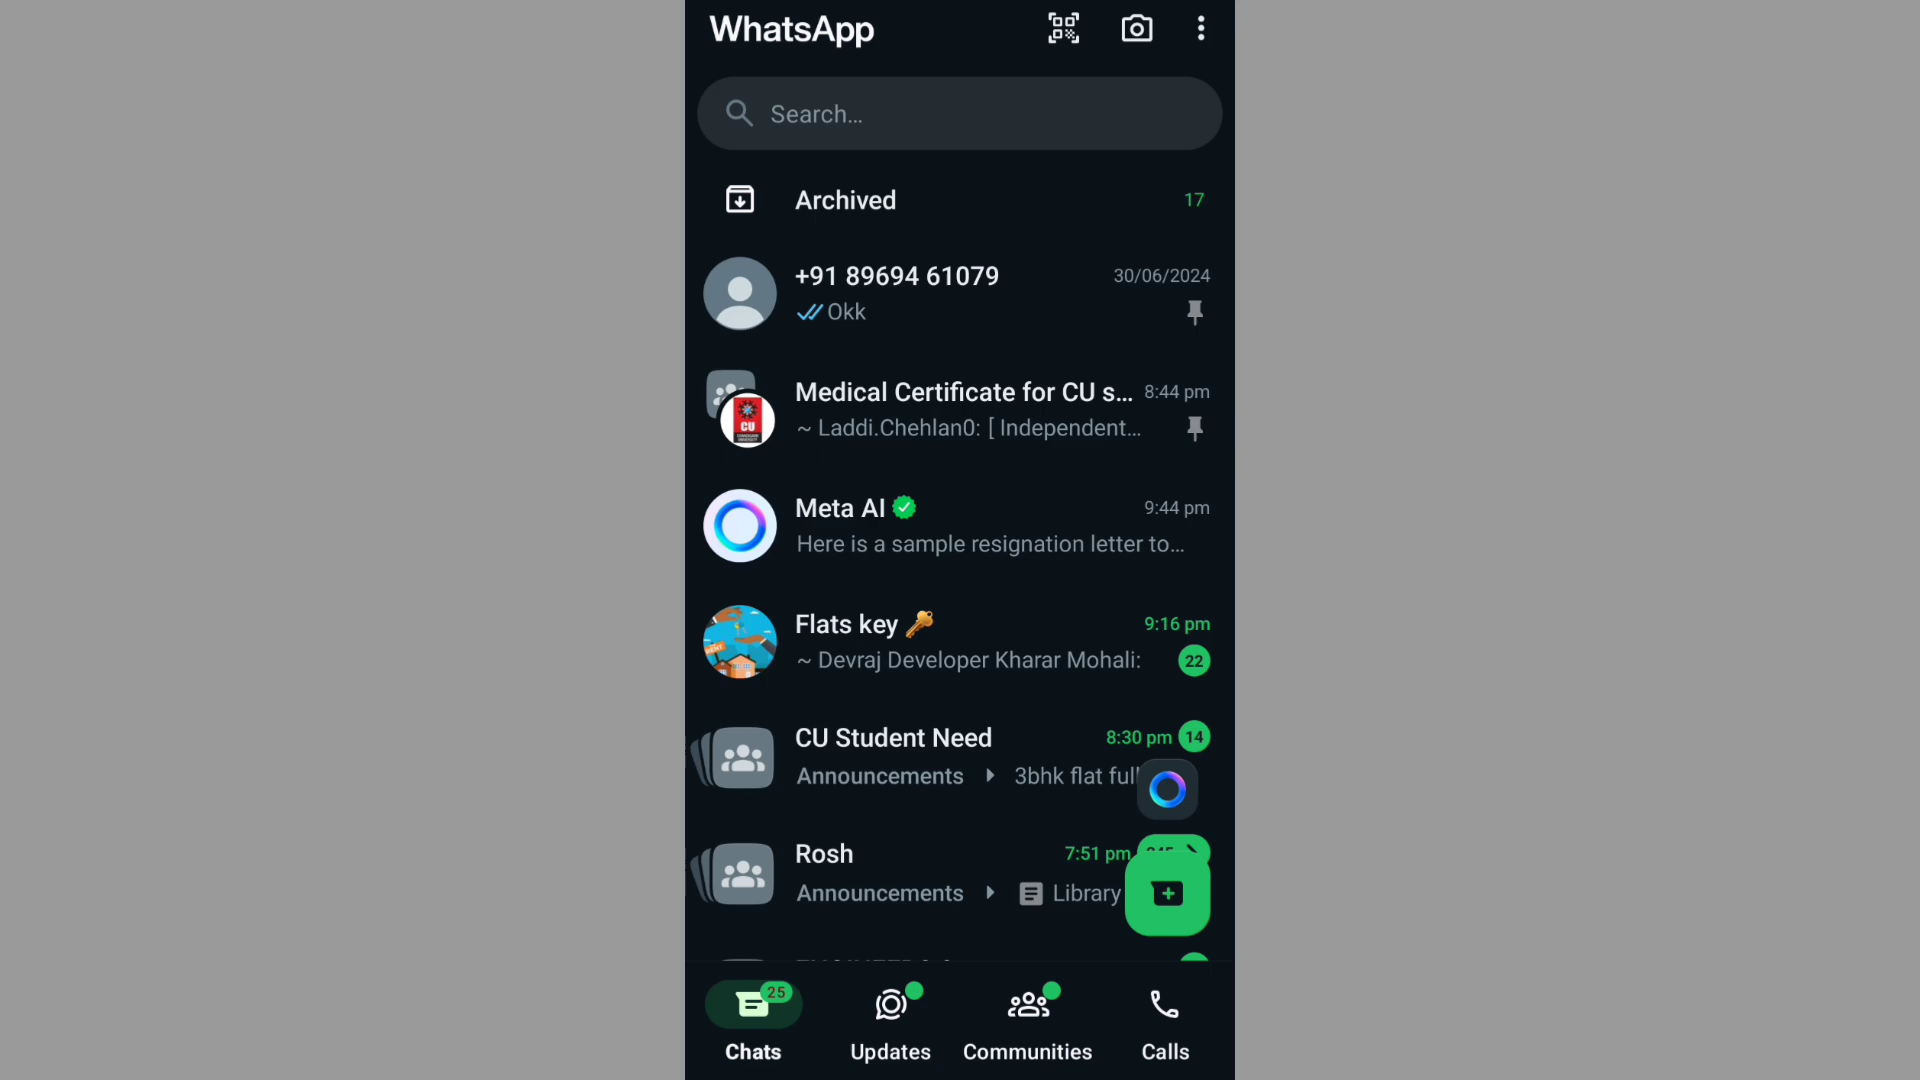 WhatsApp
Search...
Archived 17
+91 89694 61079 30/06/2024
Okk
Medical Certificate for CU s... 8:44 pm
~ Laddi.Chehlan0: [ Independent...
CU
Meta AI 9:44 pm
Here is a sample resignation letter to...
Flats key 🔑 9:16 pm
~ Devraj Developer Kharar Mohali: 22
CU Student Need 8:30 pm 14
Announcements 3bhk flat full
Rosh 7:51 pm
Announcements Library
25
Chats Updates Communities Calls